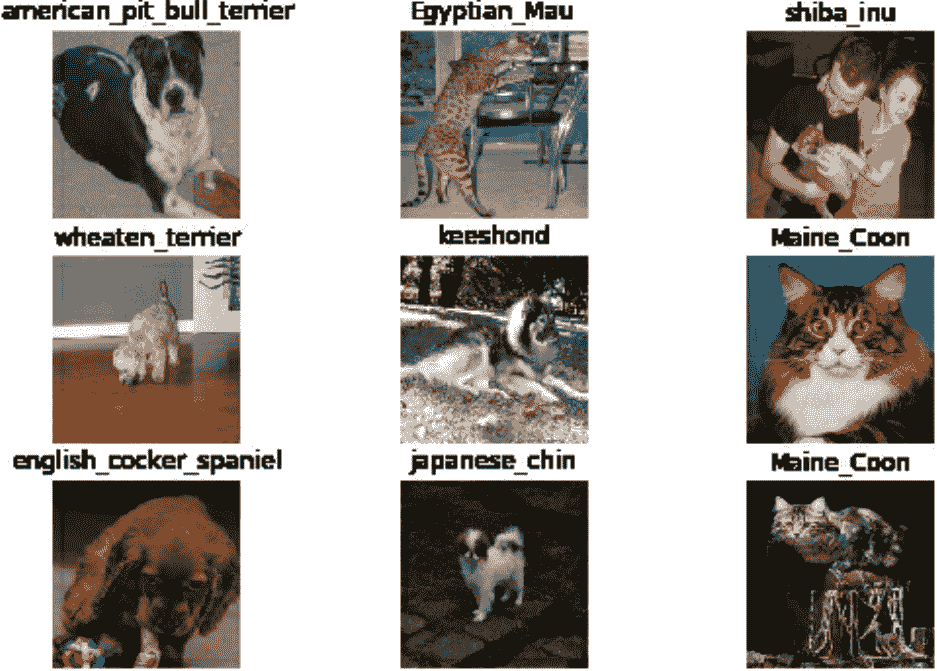 american_pit_bull_terrier Egyptian_Mau shiba_inu
wheaten_terrier keeshond Maine_Coon
english_cocker_spaniel japanese_chin Maine_Coon